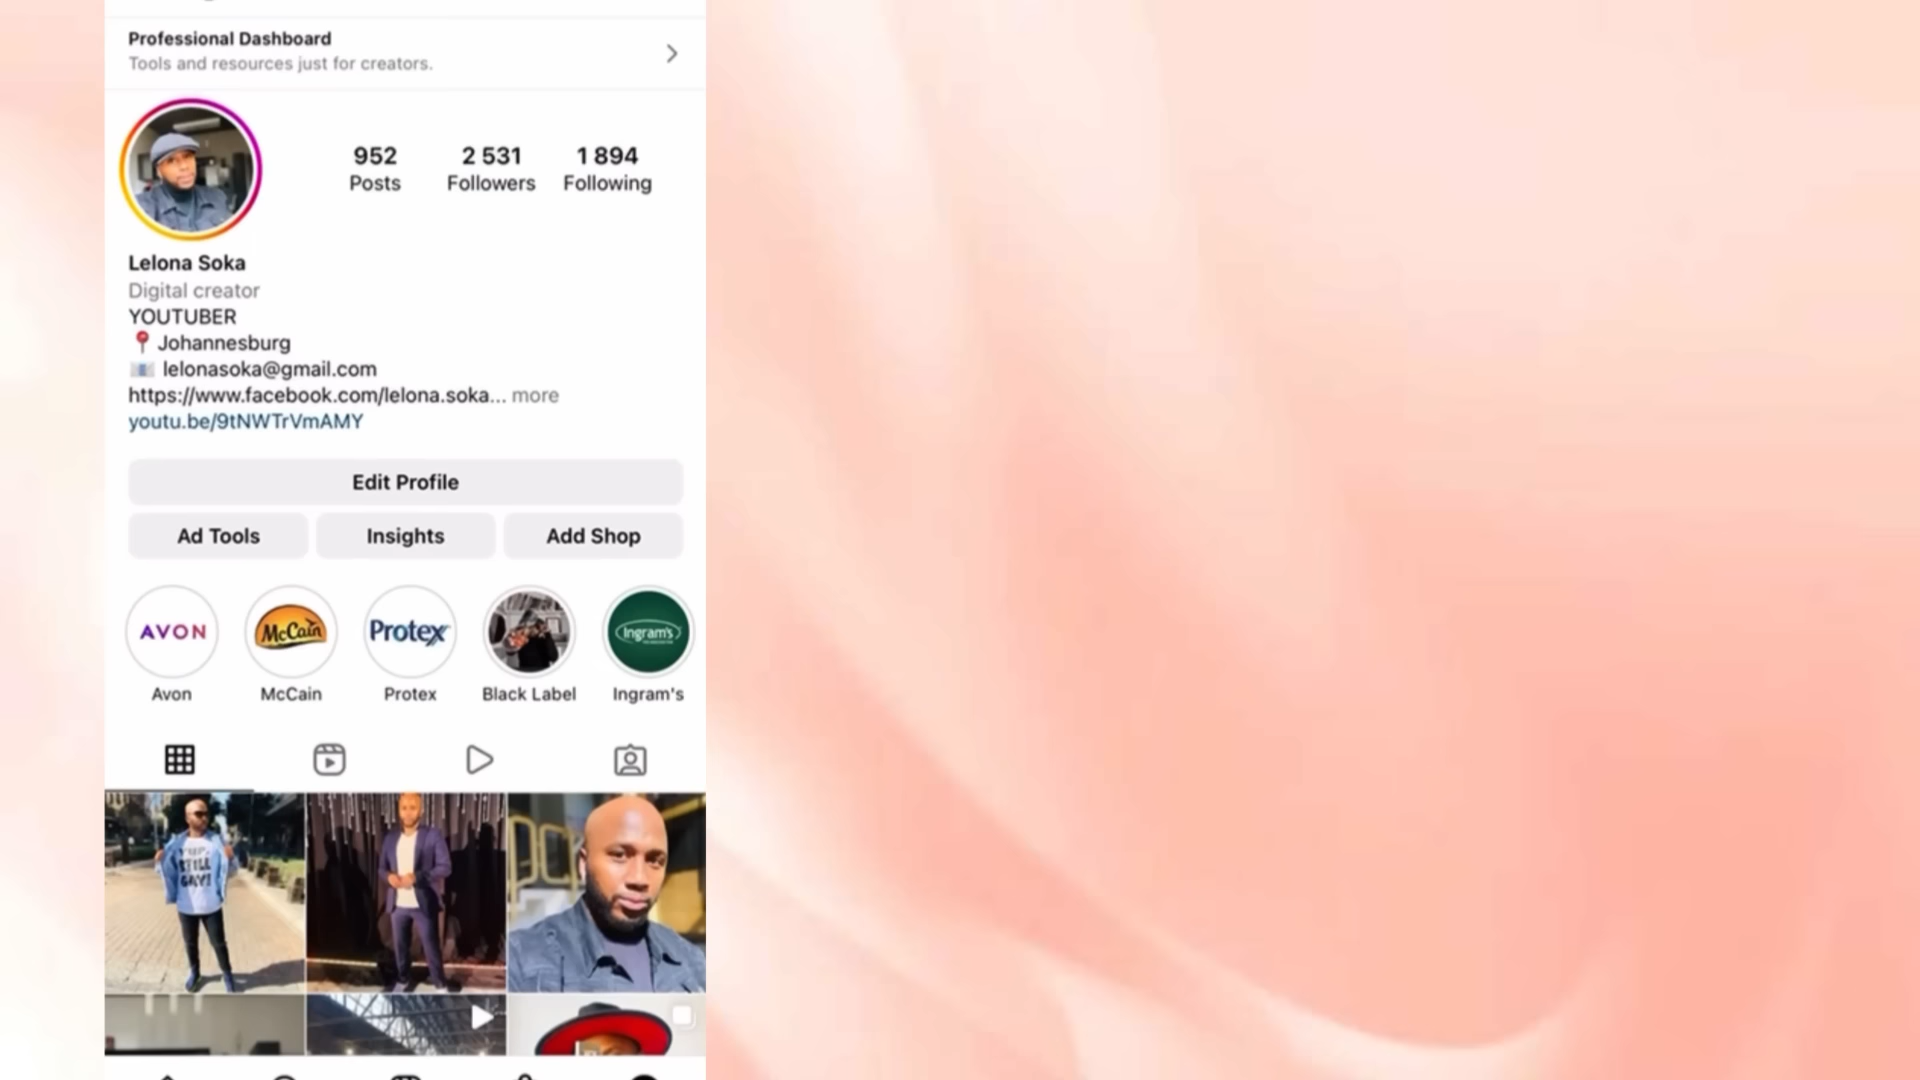 Professional Dashboard
Tools and resources just for creators.
952
Posts
2 531
Followers
1 894
Following
Lelona Soka
Digital creator
YOUTUBER
📍 Johannesburg
📧 lelonasoka@gmail.com
https://www.facebook.com/lelona.soka... more
youtu.be/9tNWTrVmAMY
Edit Profile
Ad Tools
Insights
Add Shop
AVON
McCain
Protex
Ingram's
Avon
McCain
Protex
Black Label
Ingram's
STILL